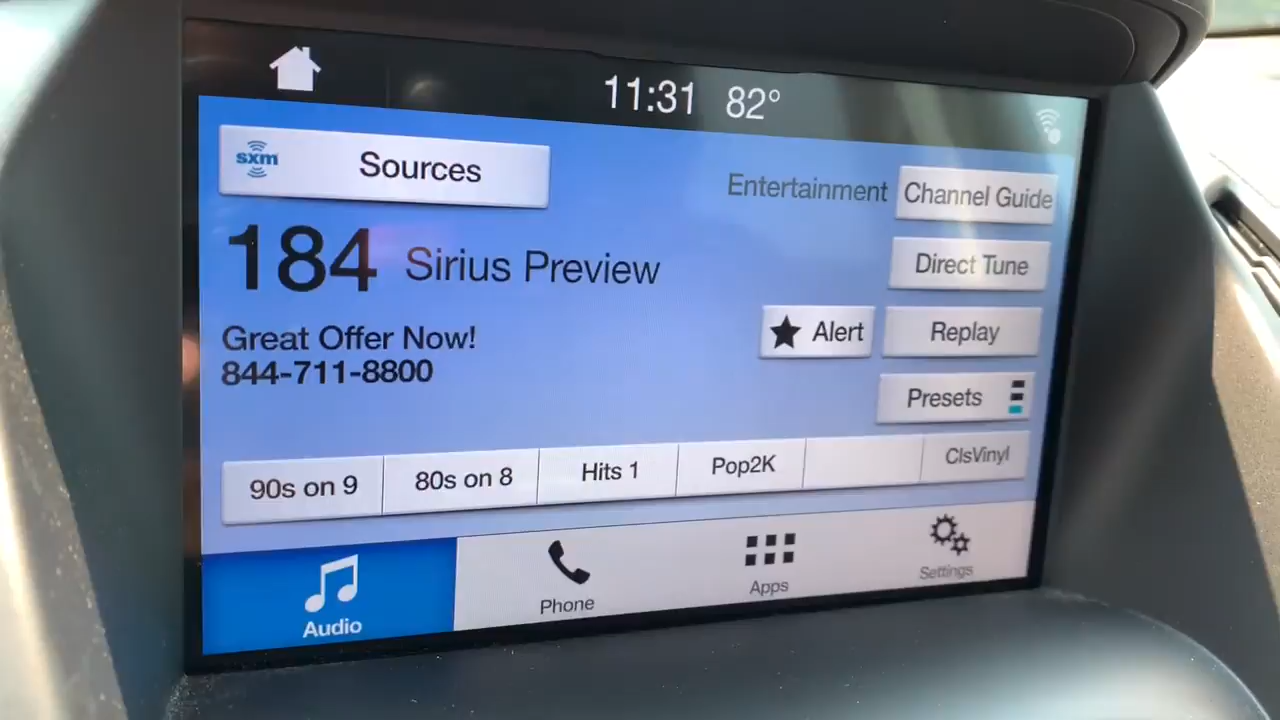 11:31 82°
sxm Sources
Entertainment Channel Guide
184 Sirius Preview
Direct Tune
Great Offer Now!
844-711-8800
Alert Replay
Presets
90s on 9 80s on 8 Hits 1 Pop2K ClsVinyl
Audio Phone Apps Settings